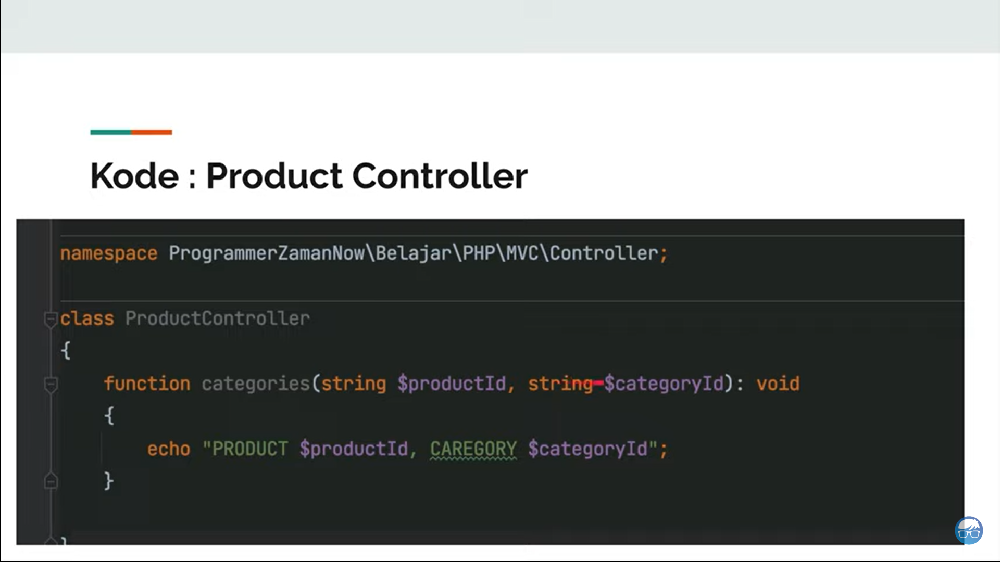 Kode : Product Controller
namespace ProgrammerZamanNow\Belajar\PHP\MVC\Controller;
class ProductController
{
function categories(string $productId, string $categoryId): void
{
echo "PRODUCT $productId, CAREGORY $categoryId";
}
}